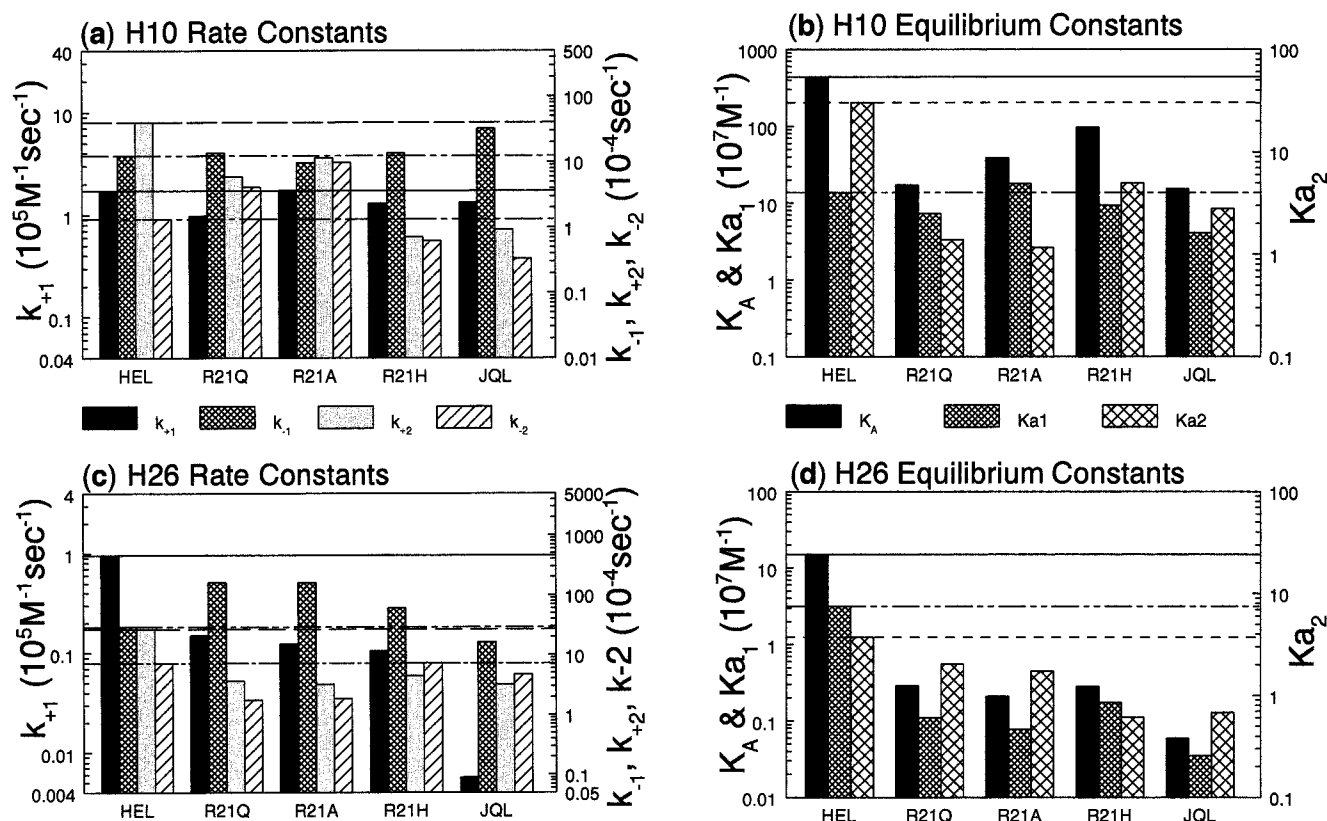 (a) H10 Rate Constants
k+1 (10^5M^-1sec^-1)
40
10
1
0.1
0.04
500
100
10
1
0.1
0.01
k-1, k+2, k-2 (10^-4sec^-1)
HEL R21Q R21A R21H JQL
k+1 k-1 k+2 k-2
(b) H10 Equilibrium Constants
KA & Ka1 (10^7M^-1)
1000
100
10
1
0.1
100
10
1
0.1
Ka2
HEL R21Q R21A R21H JQL
KA Ka1 Ka2
(c) H26 Rate Constants
k+1 (10^5M^-1sec^-1)
4
1
0.1
0.01
0.004
5000
1000
100
10
1
0.1
0.05
k-1, k+2, k-2 (10^-4sec^-1)
HEL R21Q R21A R21H JQL
(d) H26 Equilibrium Constants
KA & Ka1 (10^7M^-1)
100
10
1
0.1
0.01
100
10
1
0.1
Ka2
HEL R21Q R21A R21H JQL